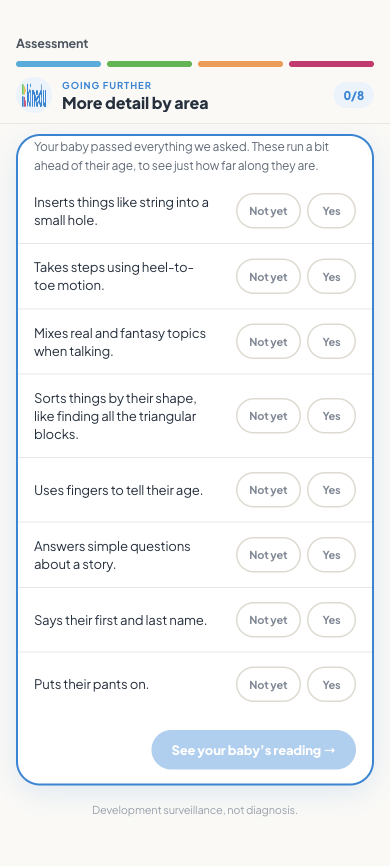 Assessment
GOING FURTHER
More detail by area
0/8
Your baby passed everything we asked. These run a bit
ahead of their age, to see just how far along they are.
Inserts things like string into a
small hole.
Not yet
Yes
Takes steps using heel-to-
toe motion.
Not yet
Yes
Mixes real and fantasy topics
when talking.
Not yet
Yes
Sorts things by their shape,
like finding all the triangular
blocks.
Not yet
Yes
Uses fingers to tell their age.
Not yet
Yes
Answers simple questions
about a story.
Not yet
Yes
Says their first and last name.
Not yet
Yes
Puts their pants on.
Not yet
Yes
See your baby's reading →
Development surveillance, not diagnosis.